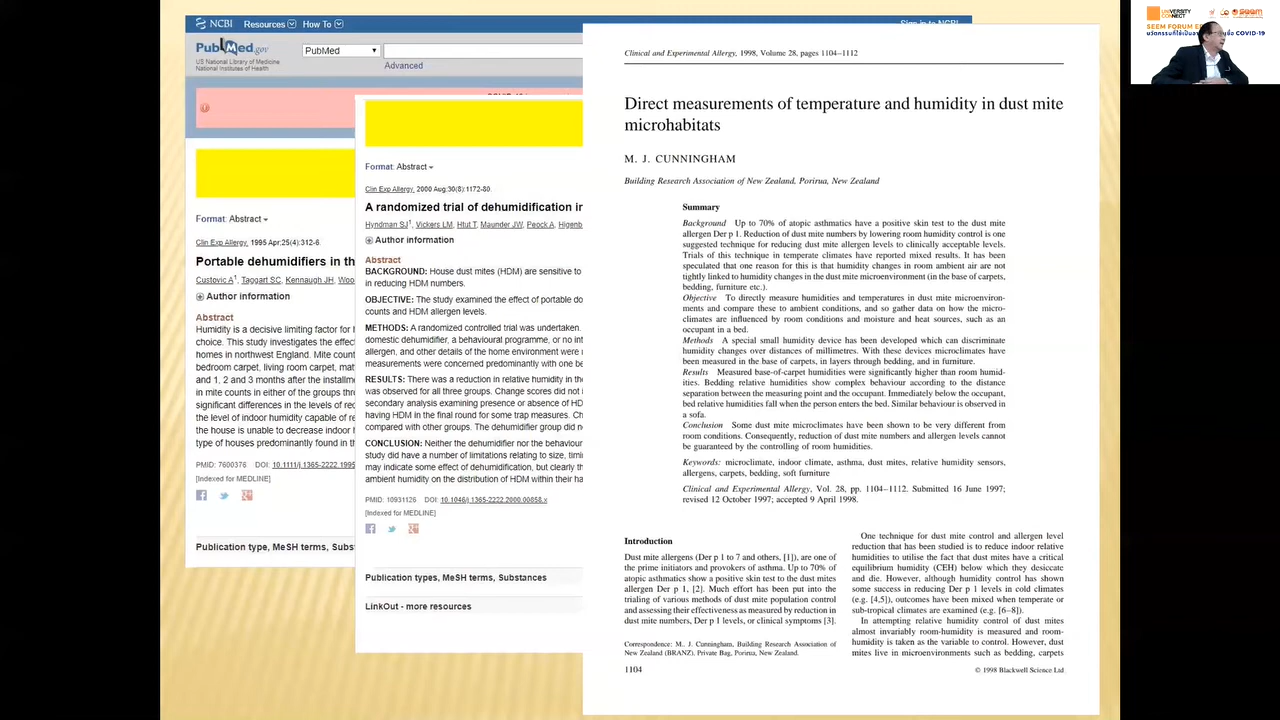 NCBI Resources How To Sign in to NCBI
PubMed.gov
US National Library of Medicine
National Institutes of Health
PubMed
Advanced
Format: Abstract
Clin Exp Allergy. 1995 Apr;25(4):312-6.
Portable dehumidifiers in th
Custovic A1, Taggart SC, Kennaugh JH, Woo
Author information
Abstract
Humidity is a decisive limiting factor for h
choice. This study investigates the effec
homes in northwest England. Mite count
bedroom carpet, living room carpet, mat
and 1, 2 and 3 months after the installme
in mite counts in either of the groups thr
significant differences in the levels of rec
the level of indoor humidity capable of re
the house is unable to decrease indoor h
type of houses predominantly found in th
PMID: 7600376 DOI: 10.1111/j.1365-2222.1995
[Indexed for MEDLINE]
Publication type, MeSH terms, Subst
Format: Abstract
Clin Exp Allergy. 2000 Aug;30(8):1172-80.
A randomized trial of dehumidification in
Hyndman SJ1, Vickers LM, Htut T, Maunder JW, Peock A, Higenb
Author information
Abstract
BACKGROUND: House dust mites (HDM) are sensitive to
in reducing HDM numbers.
OBJECTIVE: The study examined the effect of portable do
counts and HDM allergen levels.
METHODS: A randomized controlled trial was undertaken.
domestic dehumidifier, a behavioural programme, or no i
allergen, and other details of the home environment were
measurements were concerned predominantly with one be
RESULTS: There was a reduction in relative humidity in the
was observed for all three groups. Change scores did not
secondary analysis examining presence or absence of HD
having HDM in the final round for some trap measures. Ch
compared with other groups. The dehumidifier group did n
CONCLUSION: Neither the dehumidifier nor the behaviour
study did have a number of limitations relating to size, timi
may indicate some effect of dehumidification, but clearly th
ambient humidity on the distribution of HDM within their ha
PMID: 10931126 DOI: 10.1046/j.1365-2222.2000.00858.x
[Indexed for MEDLINE]
Publication types, MeSH terms, Substances
LinkOut - more resources
Clinical and Experimental Allergy, 1998, Volume 28, pages 1104–1112
Direct measurements of temperature and humidity in dust mite
microhabitats
M. J. CUNNINGHAM
Building Research Association of New Zealand, Porirua, New Zealand
Summary
Background Up to 70% of atopic asthmatics have a positive skin test to the dust mite
allergen Der p 1. Reduction of dust mite numbers by lowering room humidity control is one
suggested technique for reducing dust mite allergen levels to clinically acceptable levels.
Trials of this technique in temperate climates have reported mixed results. It has been
speculated that one reason for this is that humidity changes in room ambient air are not
tightly linked to humidity changes in the dust mite microenvironment (in the base of carpets,
bedding, furniture etc.).
Objective To directly measure humidities and temperatures in dust mite microenviron-
ments and compare these to ambient conditions, and so gather data on how the micro-
climates are influenced by room conditions and moisture and heat sources, such as an
occupant in a bed.
Methods A special small humidity device has been developed which can discriminate
humidity changes over distances of millimetres. With these devices microclimates have
been measured in the base of carpets, in layers through bedding, and in furniture.
Results Measured base-of-carpet humidities were significantly higher than room humid-
ities. Bedding relative humidities show complex behaviour according to the distance
separation between the measuring point and the occupant. Immediately below the occupant,
bed relative humidities fall when the person enters the bed. Similar behaviour is observed in
a sofa.
Conclusion Some dust mite microclimates have been shown to be very different from
room conditions. Consequently, reduction of dust mite numbers and allergen levels cannot
be guaranteed by the controlling of room humidities.
Keywords: microclimate, indoor climate, asthma, dust mites, relative humidity sensors,
allergens, carpets, bedding, soft furniture
Clinical and Experimental Allergy, Vol. 28, pp. 1104–1112. Submitted 16 June 1997;
revised 12 October 1997; accepted 9 April 1998.
Introduction
Dust mite allergens (Der p 1 to 7 and others, [1]), are one of
the prime initiators and provokers of asthma. Up to 70% of
atopic asthmatics show a positive skin test to the dust mites
allergen Der p 1, [2]. Much effort has been put into the
trialing of various methods of dust mite population control
and assessing their effectiveness as measured by reduction in
dust mite numbers, Der p 1 levels, or clinical symptoms [3].
Correspondence: M.. J. Cunningham, Building Research Association of
New Zealand (BRANZ), Private Bag, Porirua, New Zealand.
1104
One technique for dust mite control and allergen level
reduction that has been studied is to reduce indoor relative
humidities to utilise the fact that dust mites have a critical
equilibrium humidity (CEH) below which they desiccate
and die. However, although humidity control has shown
some success in reducing Der p 1 levels in cold climates
(e.g. [4,5]), outcomes have been mixed when temperate or
sub-tropical climates are examined (e.g. [6–8]).
In attempting relative humidity control of dust mites
almost invariably room-humidity is measured and room-
humidity is taken as the variable to control. However, dust
mites live in microenvironments such as bedding, carpets
© 1998 Blackwell Science Ltd
UNIVERSITY
CONNECT
seem
SEEM FORUM
COVID-19